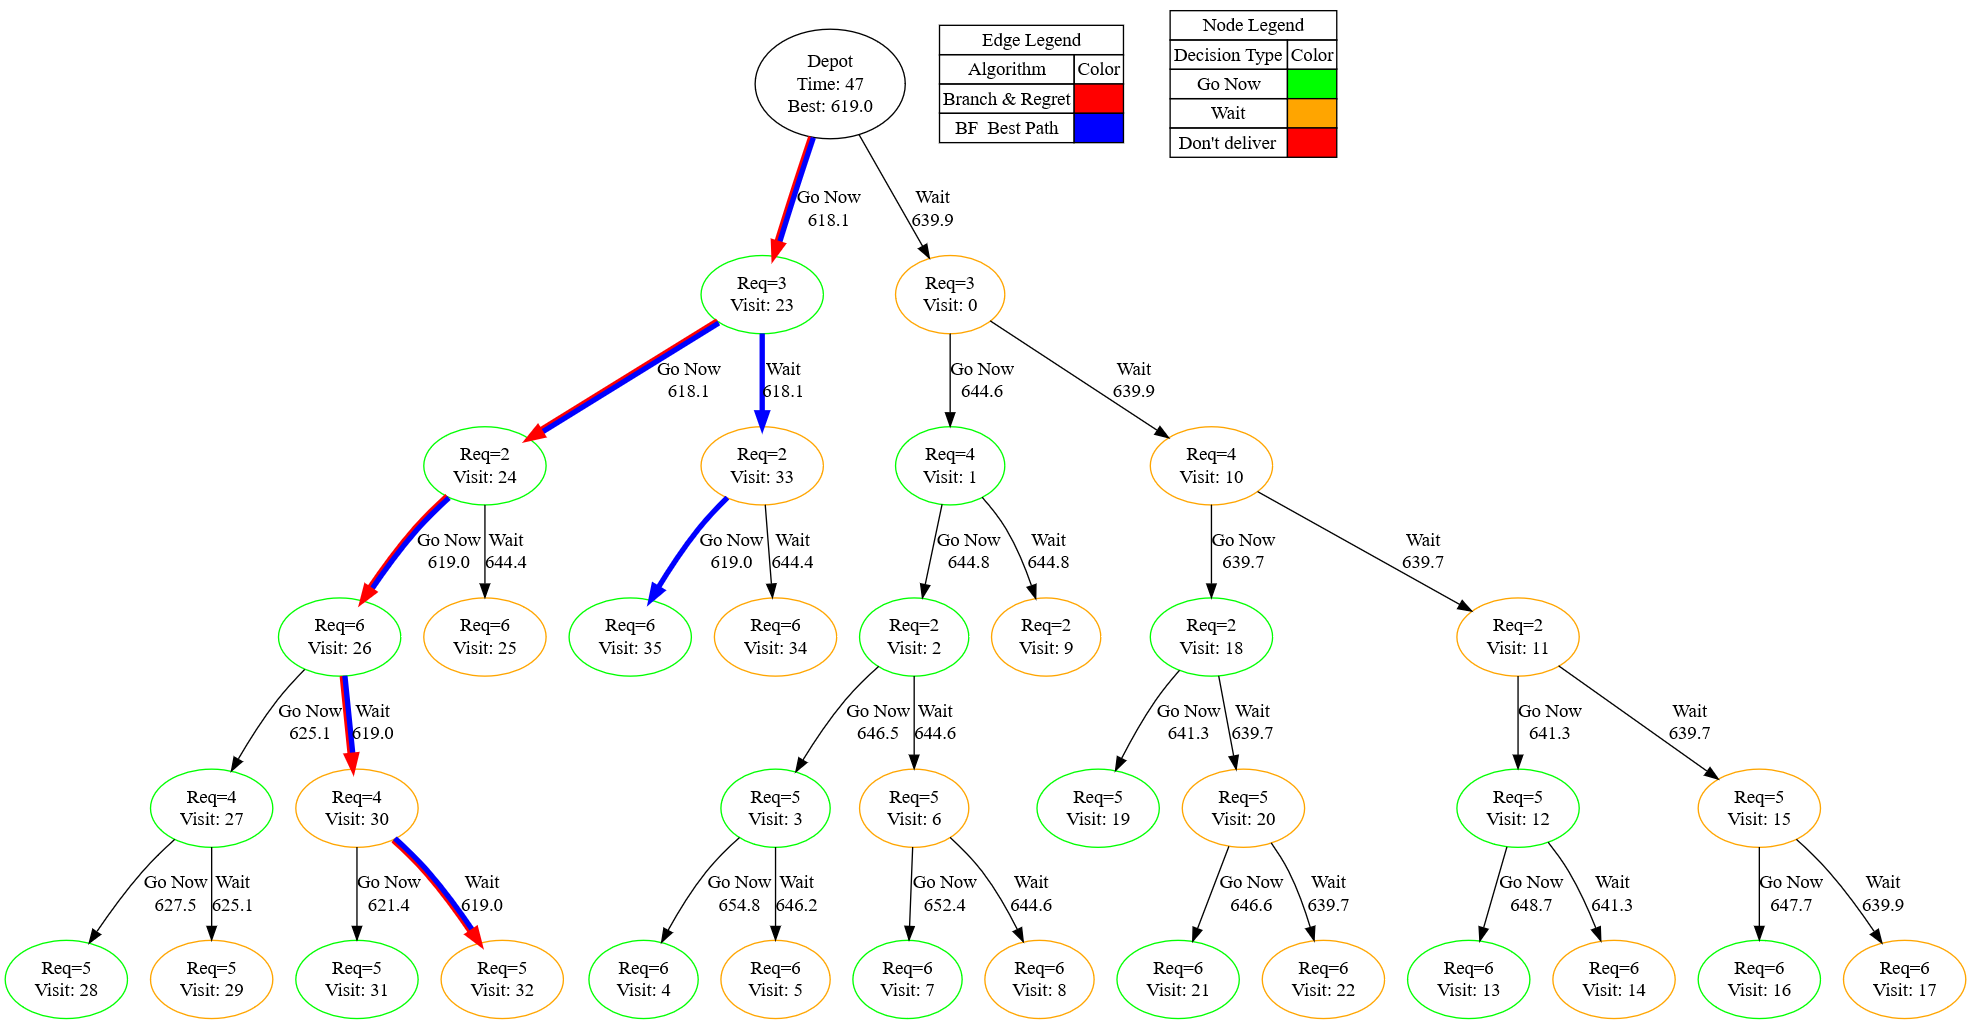 Depot
Time: 47
Best: 619.0
Edge Legend
Algorithm Color
Branch & Regret
BF Best Path
Node Legend
Decision Type Color
Go Now
Wait
Don't deliver
Go Now
618.1
Wait
639.9
Req=3
Visit: 23
Req=3
Visit: 0
Go Now
618.1
Wait
618.1
Go Now
644.6
Wait
639.9
Req=2
Visit: 24
Req=2
Visit: 33
Req=4
Visit: 1
Req=4
Visit: 10
Go Now
619.0
Wait
644.4
Go Now
619.0
Wait
644.4
Go Now
644.8
Wait
644.8
Go Now
639.7
Wait
639.7
Req=6
Visit: 26
Req=6
Visit: 25
Req=6
Visit: 35
Req=6
Visit: 34
Req=2
Visit: 2
Req=2
Visit: 9
Req=2
Visit: 18
Req=2
Visit: 11
Go Now
625.1
Wait
619.0
Go Now
646.5
Wait
644.6
Go Now
641.3
Wait
639.7
Go Now
641.3
Wait
639.7
Req=4
Visit: 27
Req=4
Visit: 30
Req=5
Visit: 3
Req=5
Visit: 6
Req=5
Visit: 19
Req=5
Visit: 20
Req=5
Visit: 12
Req=5
Visit: 15
Go Now
627.5
Wait
625.1
Go Now
621.4
Wait
619.0
Go Now
654.8
Wait
646.2
Go Now
652.4
Wait
644.6
Go Now
646.6
Wait
639.7
Go Now
648.7
Wait
641.3
Go Now
647.7
Wait
639.9
Req=5
Visit: 28
Req=5
Visit: 29
Req=5
Visit: 31
Req=5
Visit: 32
Req=6
Visit: 4
Req=6
Visit: 5
Req=6
Visit: 7
Req=6
Visit: 8
Req=6
Visit: 21
Req=6
Visit: 22
Req=6
Visit: 13
Req=6
Visit: 14
Req=6
Visit: 16
Req=6
Visit: 17